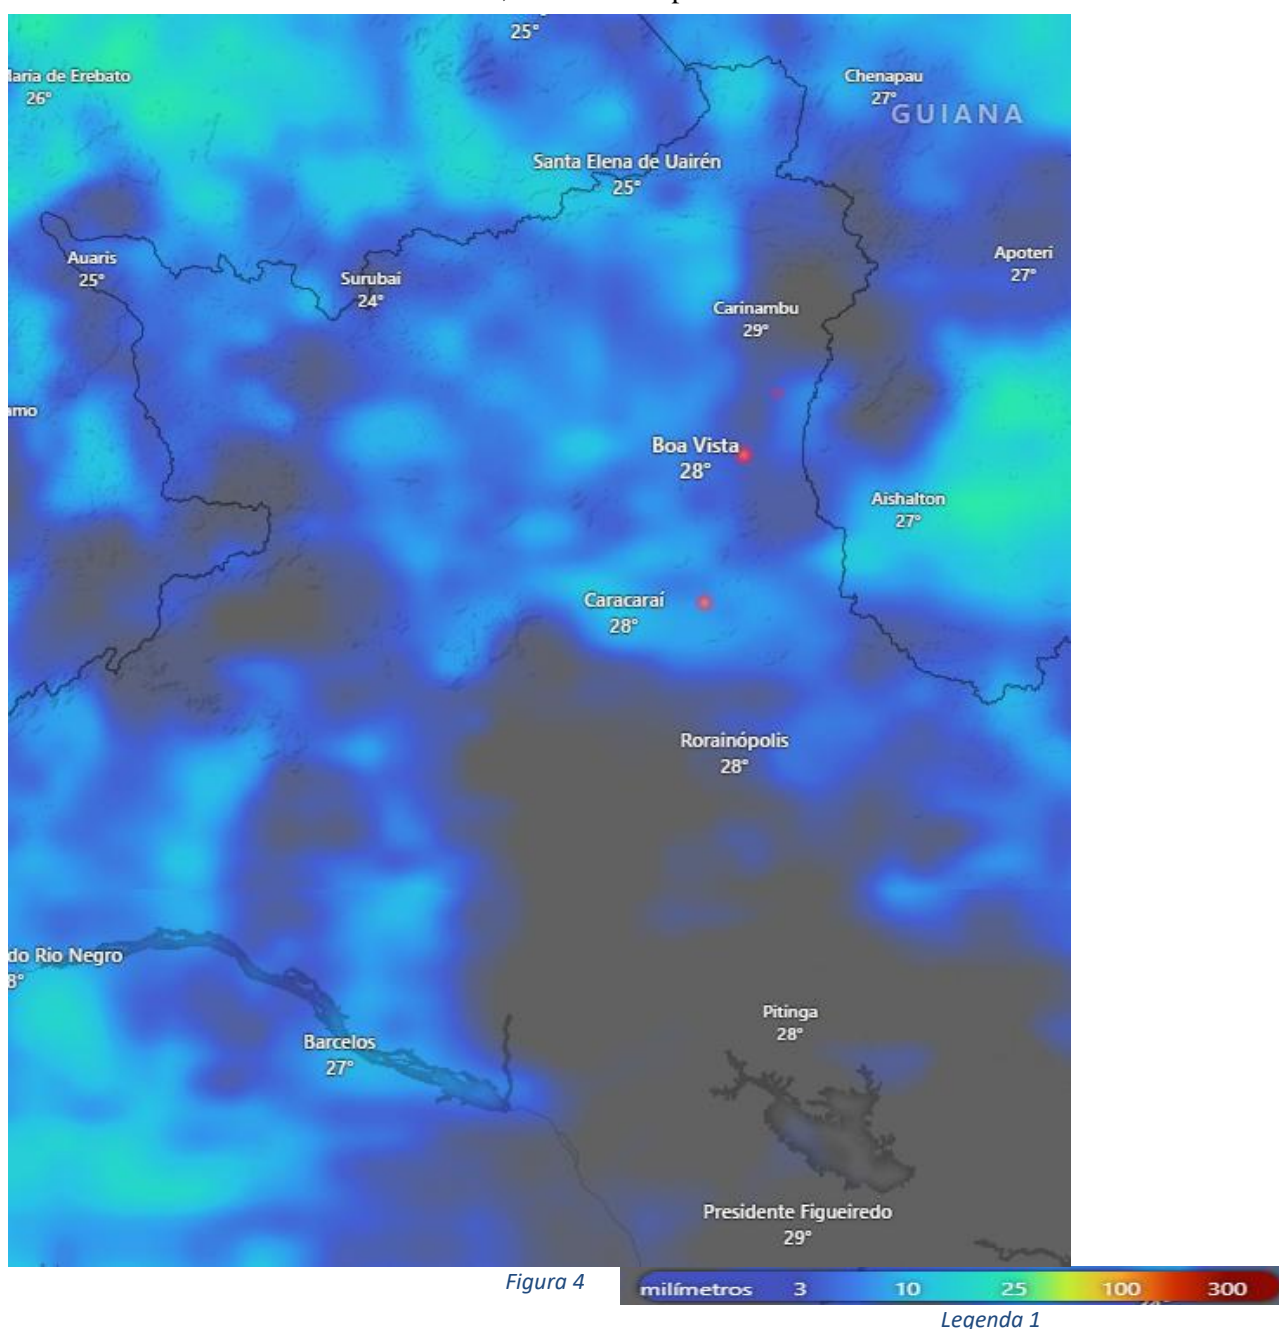 25°
Maria de Erebato
26°
Chenapau
27°
GUIANA
Santa Elena de Uairén
25°
Auaris
25°
Surubai
24°
Apoteri
27°
Carinambu
29°
amo
Boa Vista
28°
Aishalton
27°
Caracaraí
28°
Rorainópolis
28°
do Rio Negro
8°
Pitinga
28°
Barcelos
27°
Presidente Figueiredo
29°
Figura 4
milímetros 3 10 25 100 300
Legenda 1